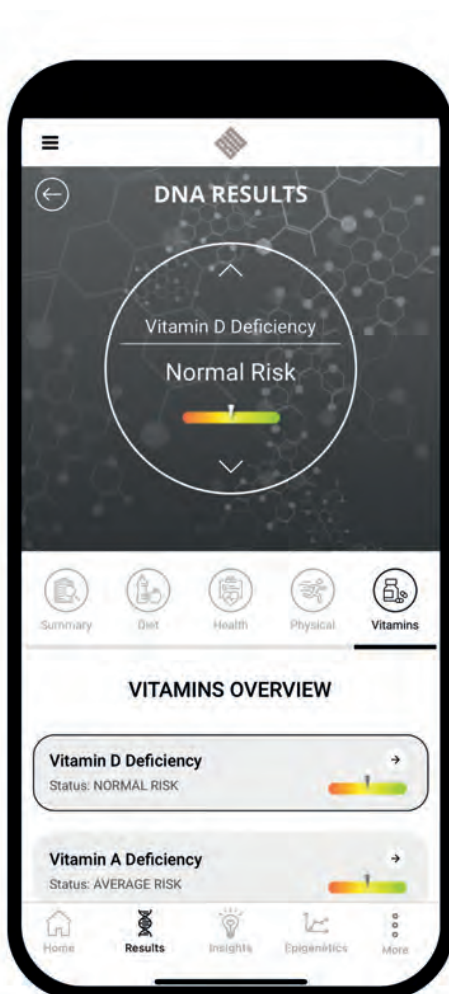 DNA RESULTS
Vitamin D Deficiency
Normal Risk
Summary
Diet
Health
Physical
Vitamins
VITAMINS OVERVIEW
Vitamin D Deficiency
Status: NORMAL RISK
Vitamin A Deficiency
Status: AVERAGE RISK
Home
Results
Insights
Epigenetics
More